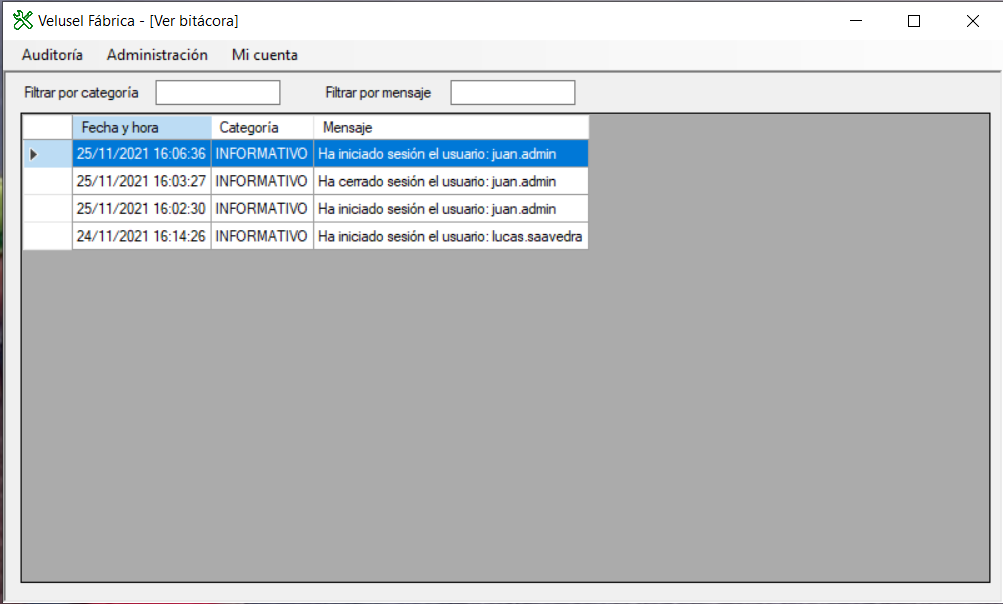 Velusel Fábrica - [Ver bitácora]
Auditoría Administración Mi cuenta
Filtrar por categoría Filtrar por mensaje
Fecha y hora Categoría Mensaje
25/11/2021 16:06:36 INFORMATIVO Ha iniciado sesión el usuario: juan.admin
25/11/2021 16:03:27 INFORMATIVO Ha cerrado sesión el usuario: juan.admin
25/11/2021 16:02:30 INFORMATIVO Ha iniciado sesión el usuario: juan.admin
24/11/2021 16:14:26 INFORMATIVO Ha iniciado sesión el usuario: lucas.saavedra